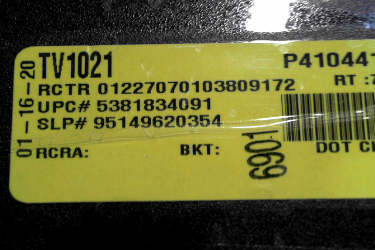 01-16-20
TV1021 P410441
RCTR 01227070103809172 RT:
UPC# 5381834091
SLP# 95149620354
RCRA: BKT: 6901 DOT